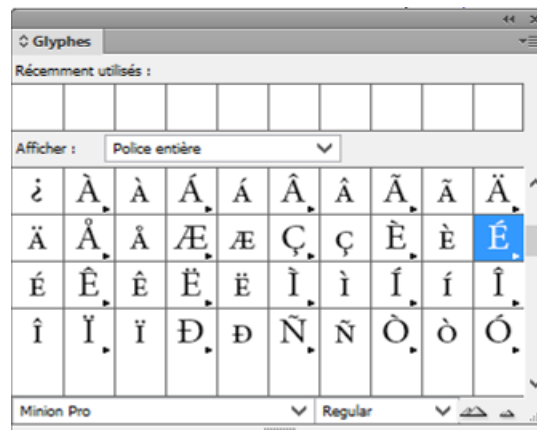 Glyphes
Récemment utilisés :
Afficher : Police entière
¿ À à Á á Â â Ã ã Ä
ä Å å Æ æ Ç ç È è É
é Ê ê Ë ë Ì ì Í í Î
î Ï ï Ð ð Ñ ñ Ò ò Ó
Minion Pro Regular